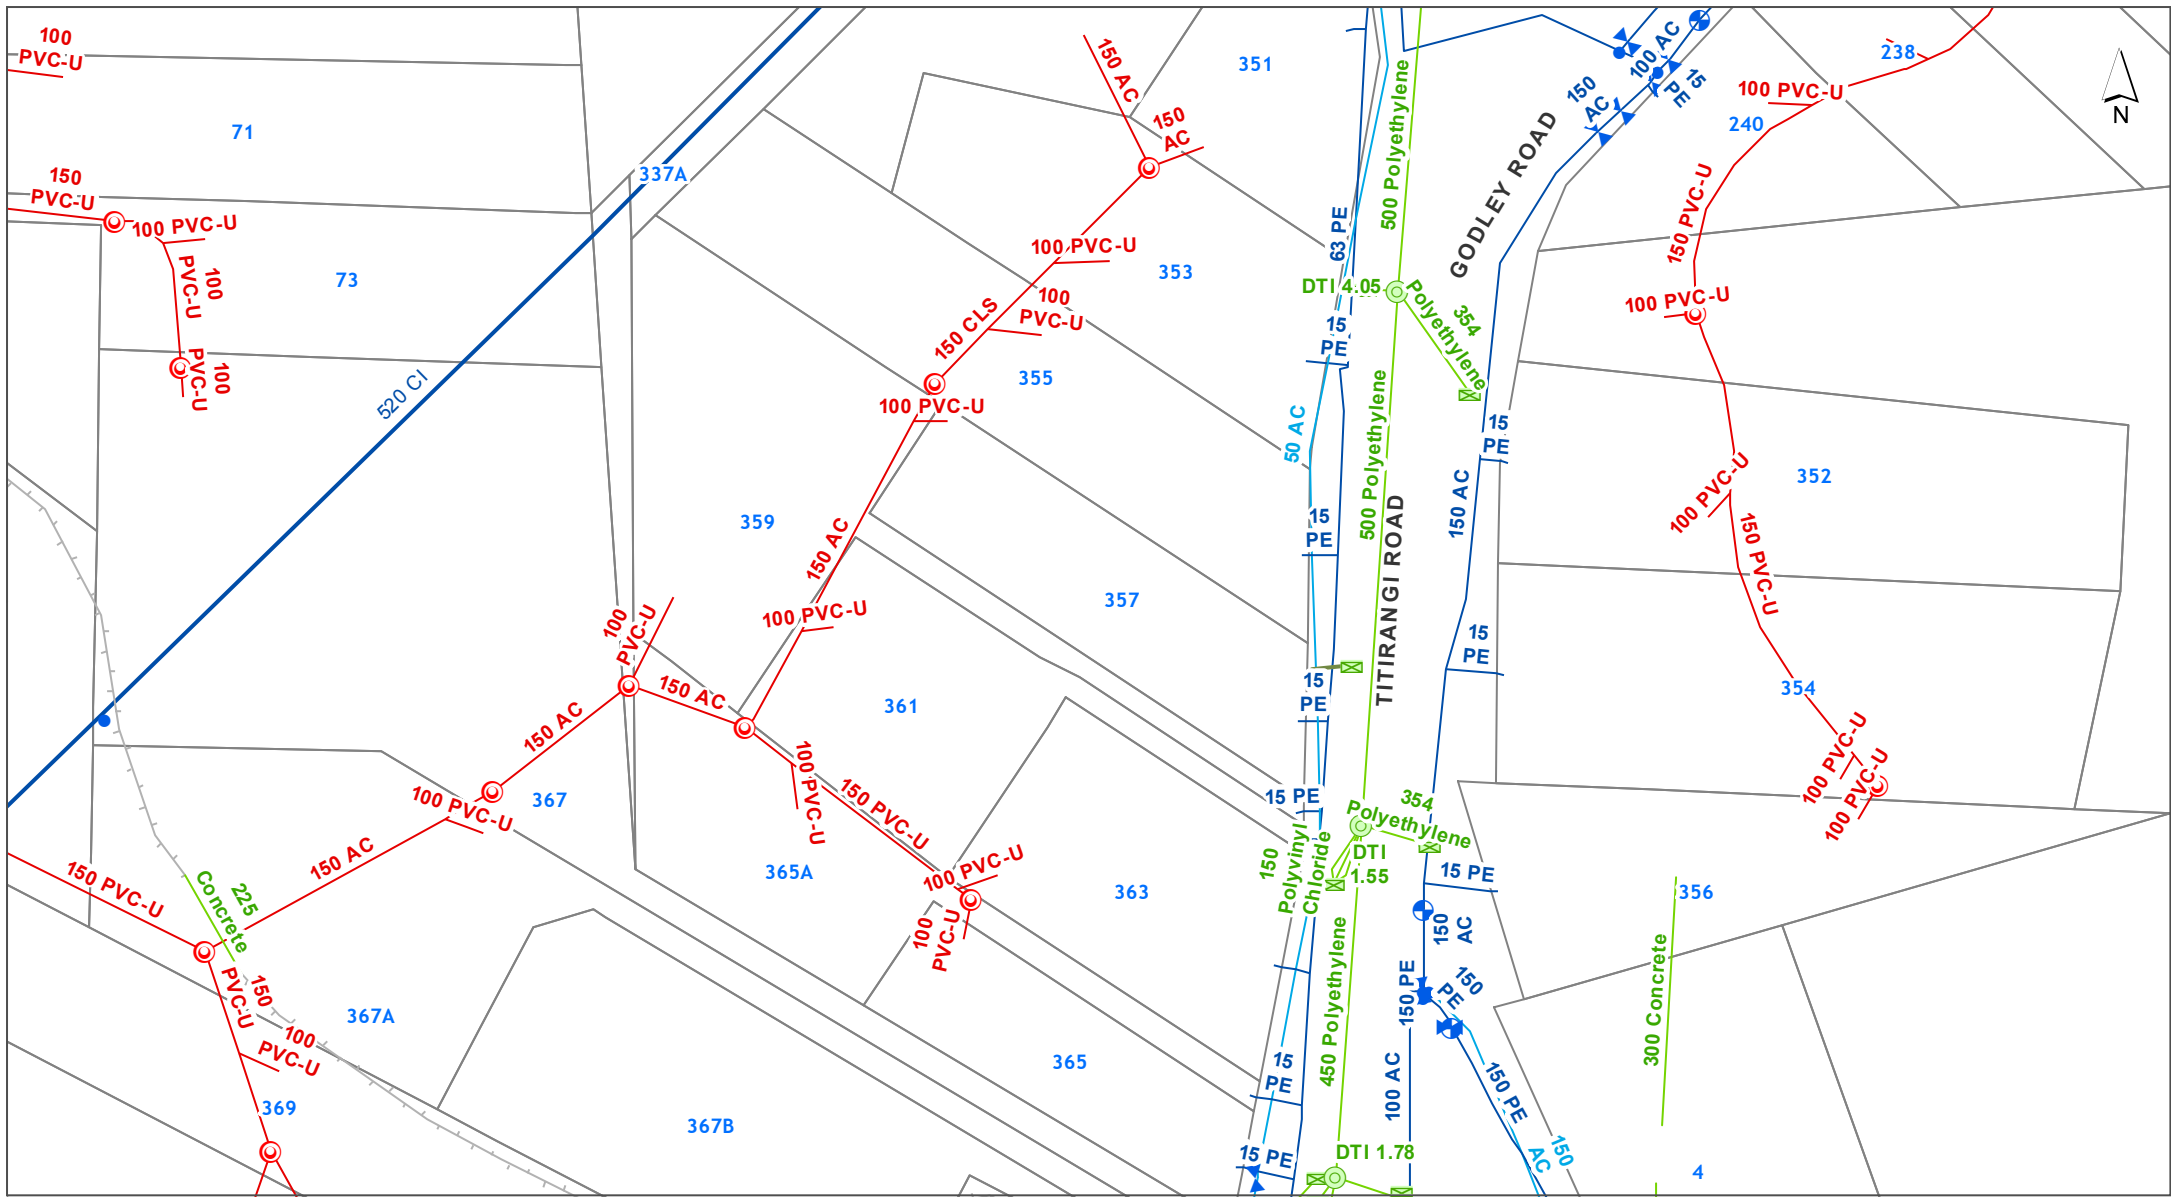 100
PVC-U
71
150
PVC-U
100 PVC-U
100
PVC-U
73
100
PVC-U
520 CI
337A
150 AC
150
AC
351
100 PVC-U
353
100
PVC-U
150 CLS
355
100 PVC-U
359
150 AC
357
100 PVC-U
100
PVC-U
150 AC
150 AC
361
100 PVC-U
150 PVC-U
367
100 PVC-U
150 AC
150 PVC-U
225
Concrete
365A
363
100 PVC-U
100
PVC-U
150
PVC-U
100
PVC-U
367A
365
369
367B
63 PE
500 Polyethylene
GODLEY ROAD
150
AC
100 AC
15
PE
238
100 PVC-U
240
N
150 PVC-U
DTI 4.05
354
Polyethylene
100 PVC-U
15
PE
50 AC
500 Polyethylene
15
PE
150 AC
352
100 PVC-U
150 PVC-U
15
PE
TITIRANGI ROAD
15
PE
15
PE
354
100 PVC-U
100 PVC-U
15 PE
354
Polyethylene
150
Polyvinyl
Chloride
DTI
1.55
15 PE
356
150
AC
450 Polyethylene
150 PE
150
PE
300 Concrete
15
PE
100 AC
150 PE
150
AC
15 PE
DTI 1.78
4